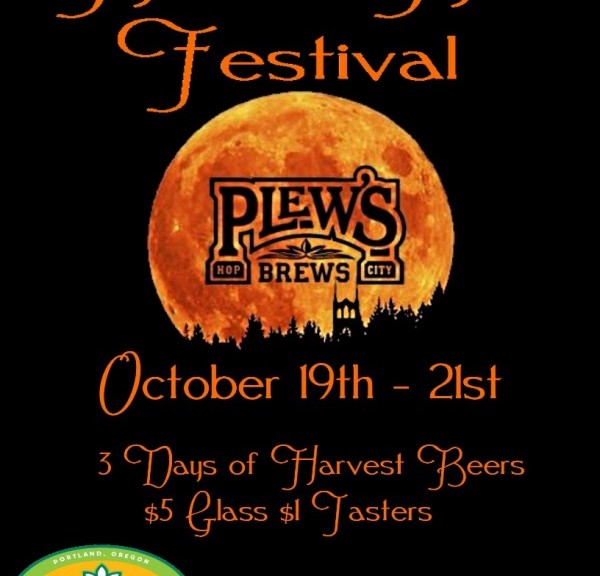 Festival
PLEW'S
HOP BREWS CITY
October 19th - 21st
3 Days of Harvest Beers
$5 Glass $1 Tasters
PORTLAND, OREGON